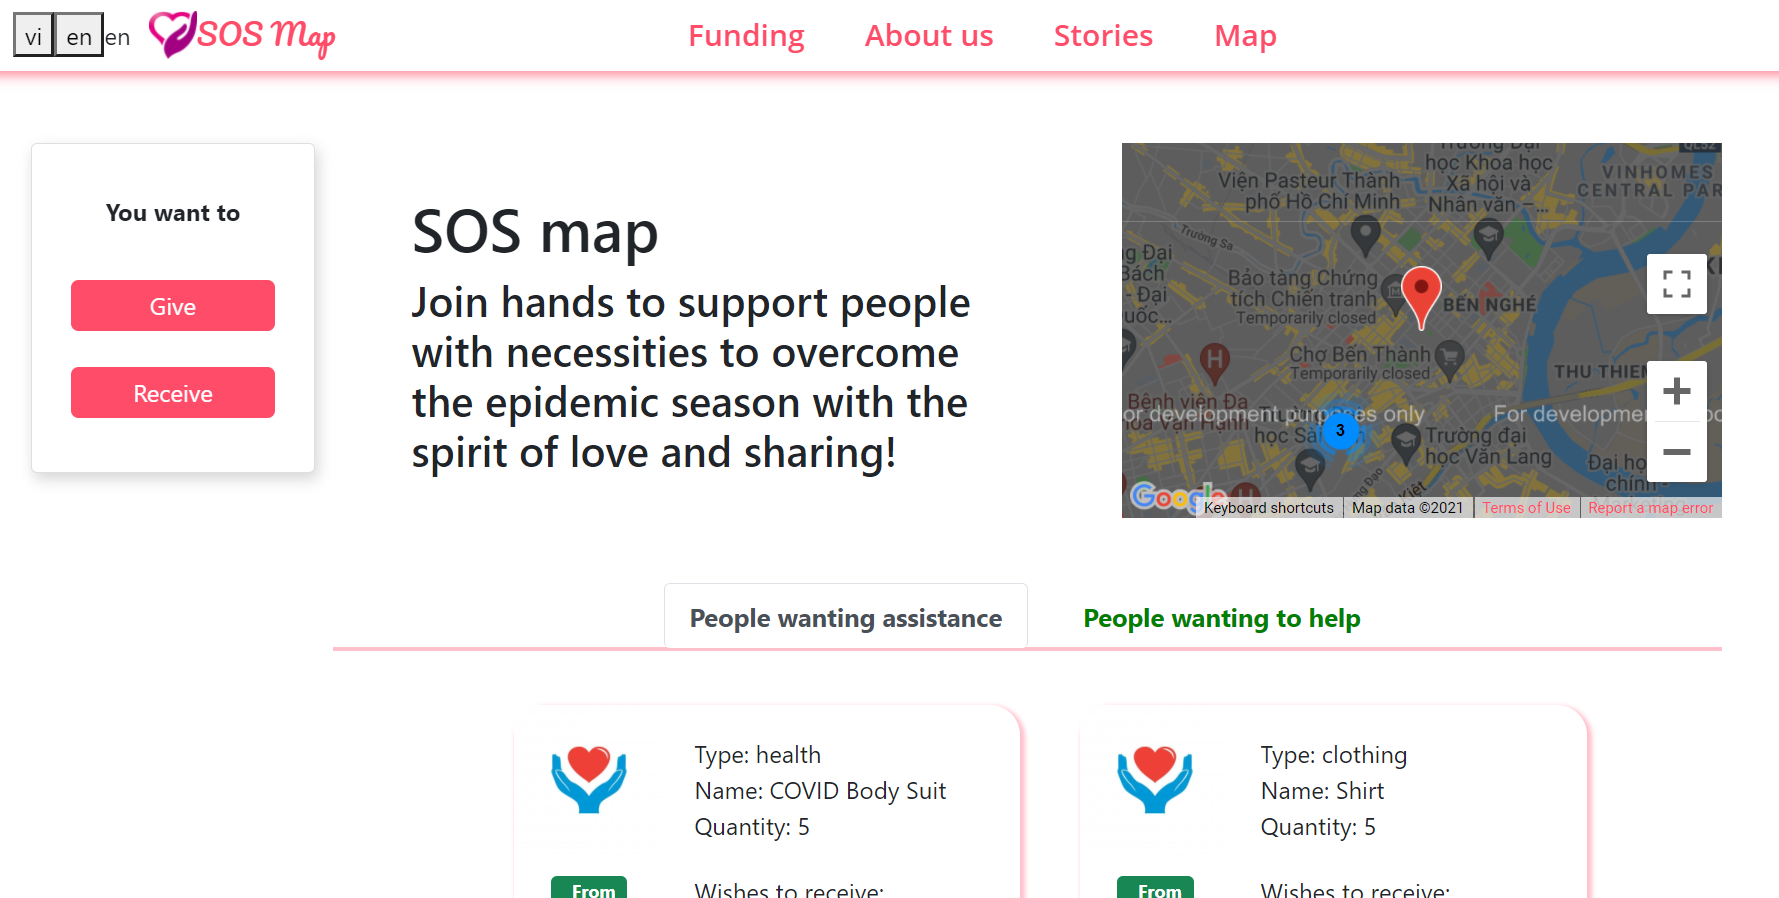 vi en en SOS Map Funding About us Stories Map
You want to
Give
Receive
SOS map
Join hands to support people
with necessities to overcome
the epidemic season with the
spirit of love and sharing!
học Khoa học
Xã hội và
Nhân văn –...
Viện Pasteur Thành
phố Hồ Chí Minh
VINHOMES
CENTRAL PAR
QL52
Trường Sa
g Đại
Bách
- Đại
uốc...
Bảo tàng Chứng
tích Chiến tranh
Temporarily closed
BẾN NGHÉ
Chợ Bến Thành
Temporarily closed
THU THIEM
Bệnh viện Đa
or development purposes only
For developmen
học Sài
3
Trường đại
học Văn Lang
Đại họ
chính
Kiệt
Google
Keyboard shortcuts Map data ©2021 Terms of Use Report a map error
People wanting assistance People wanting to help
Type: health
Name: COVID Body Suit
Quantity: 5
From
Wishes to receive:
Type: clothing
Name: Shirt
Quantity: 5
From
Wishes to receive: